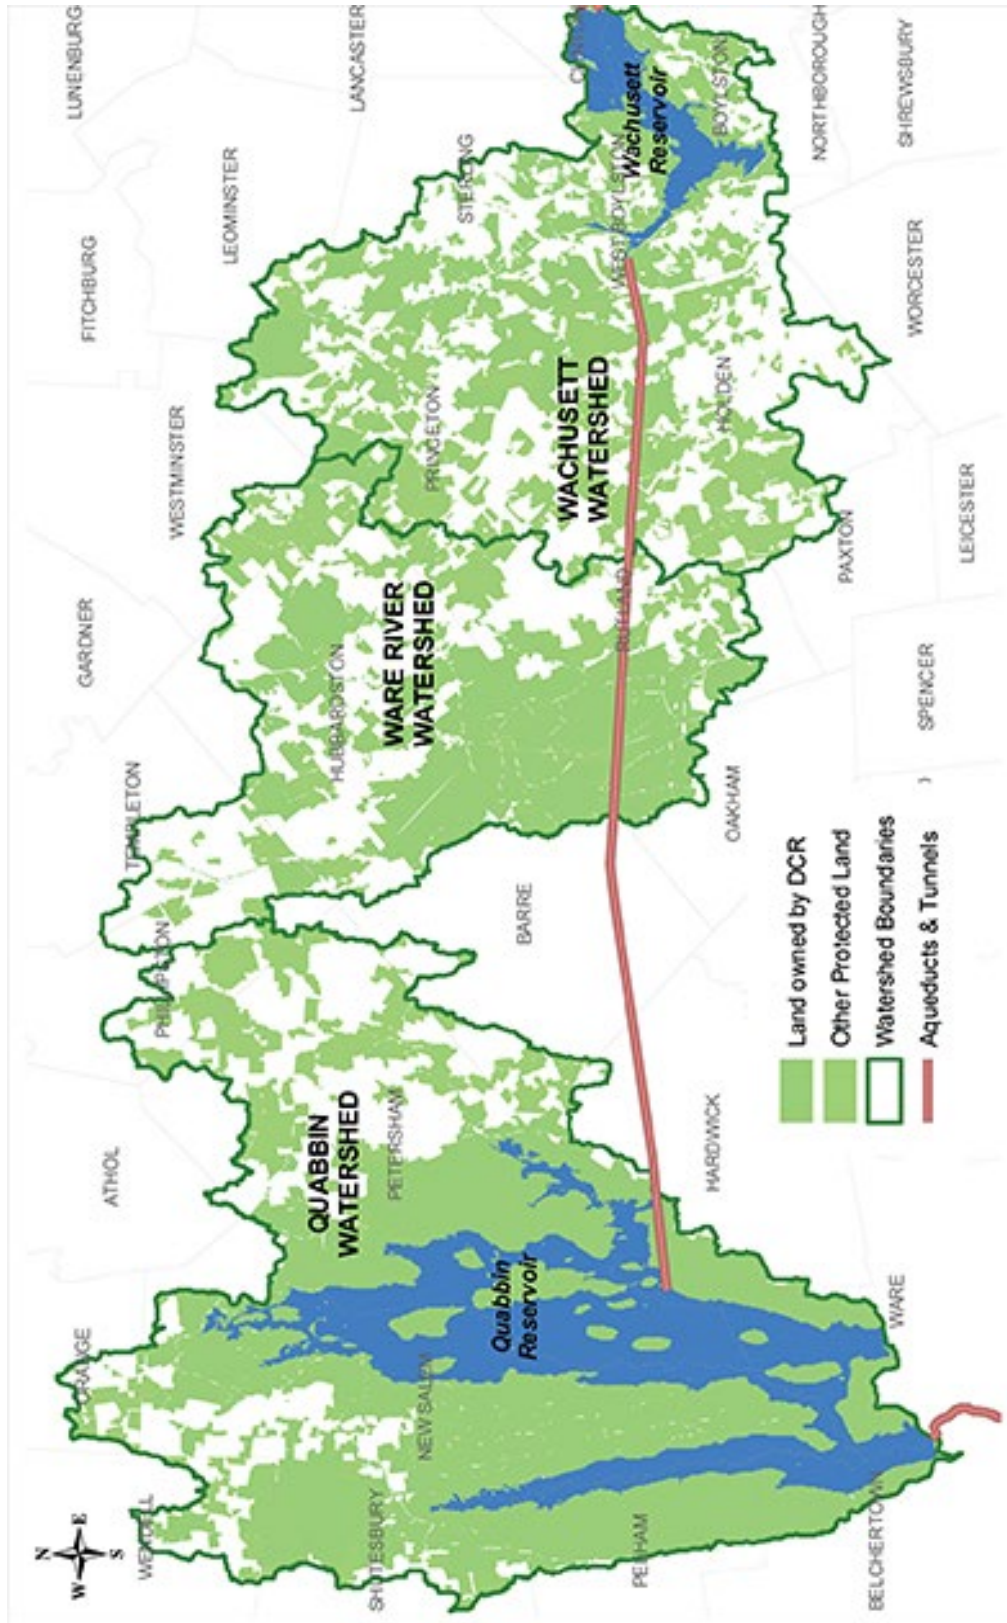 N
W E
S
ORANGE
ATHOL
GARDNER
FITCHBURG
LUNENBURG
WENDELL
PHILLIPSTON
TEMPLETON
WESTMINSTER
LEOMINSTER
QUABBIN
WATERSHED
HUBBARDSTON
LANCASTER
SHUTESBURY
PETERSHAM
WARE RIVER
WATERSHED
NEW SALEM
PRINCETON
STERLING
Quabbin
Reservoir
BARRE
WACHUSETT
WATERSHED
CLINTON
PELHAM
RUTLAND
WEST BOYLSTON
Wachusett
Reservoir
HARDWICK
OAKHAM
HOLDEN
BOYLSTON
Land owned by DCR
Other Protected Land
Watershed Boundaries
Aqueducts & Tunnels
PAXTON
NORTHBOROUGH
BELCHERTOWN
WARE
SPENCER
WORCESTER
SHREWSBURY
LEICESTER